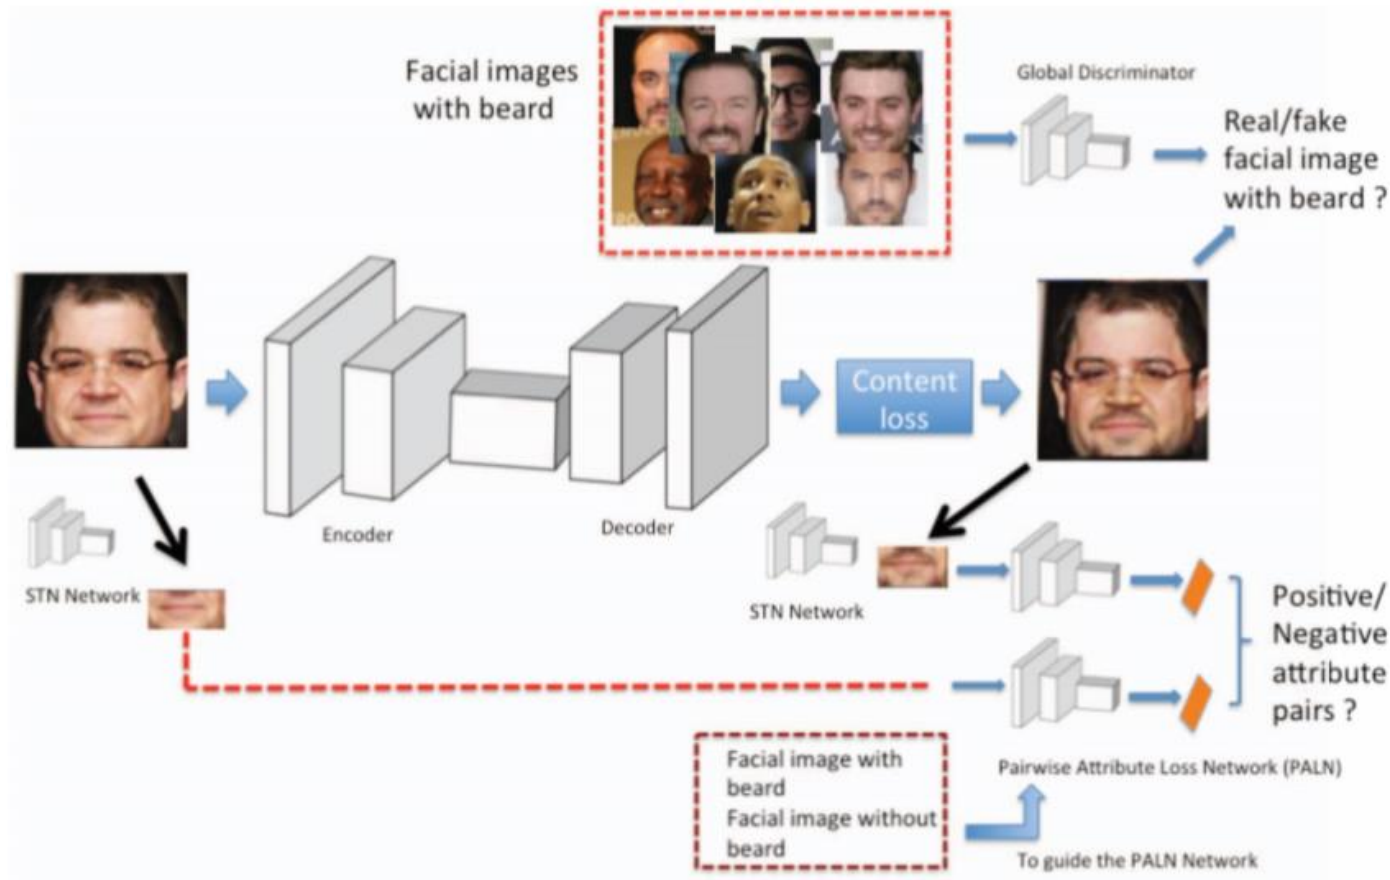 Facial images
with beard
Global Discriminator
Real/fake
facial image
with beard ?
Content
loss
Encoder
Decoder
STN Network
STN Network
Positive/
Negative
attribute
pairs ?
Facial image with
beard
Facial image without
beard
Pairwise Attribute Loss Network (PALN)
To guide the PALN Network